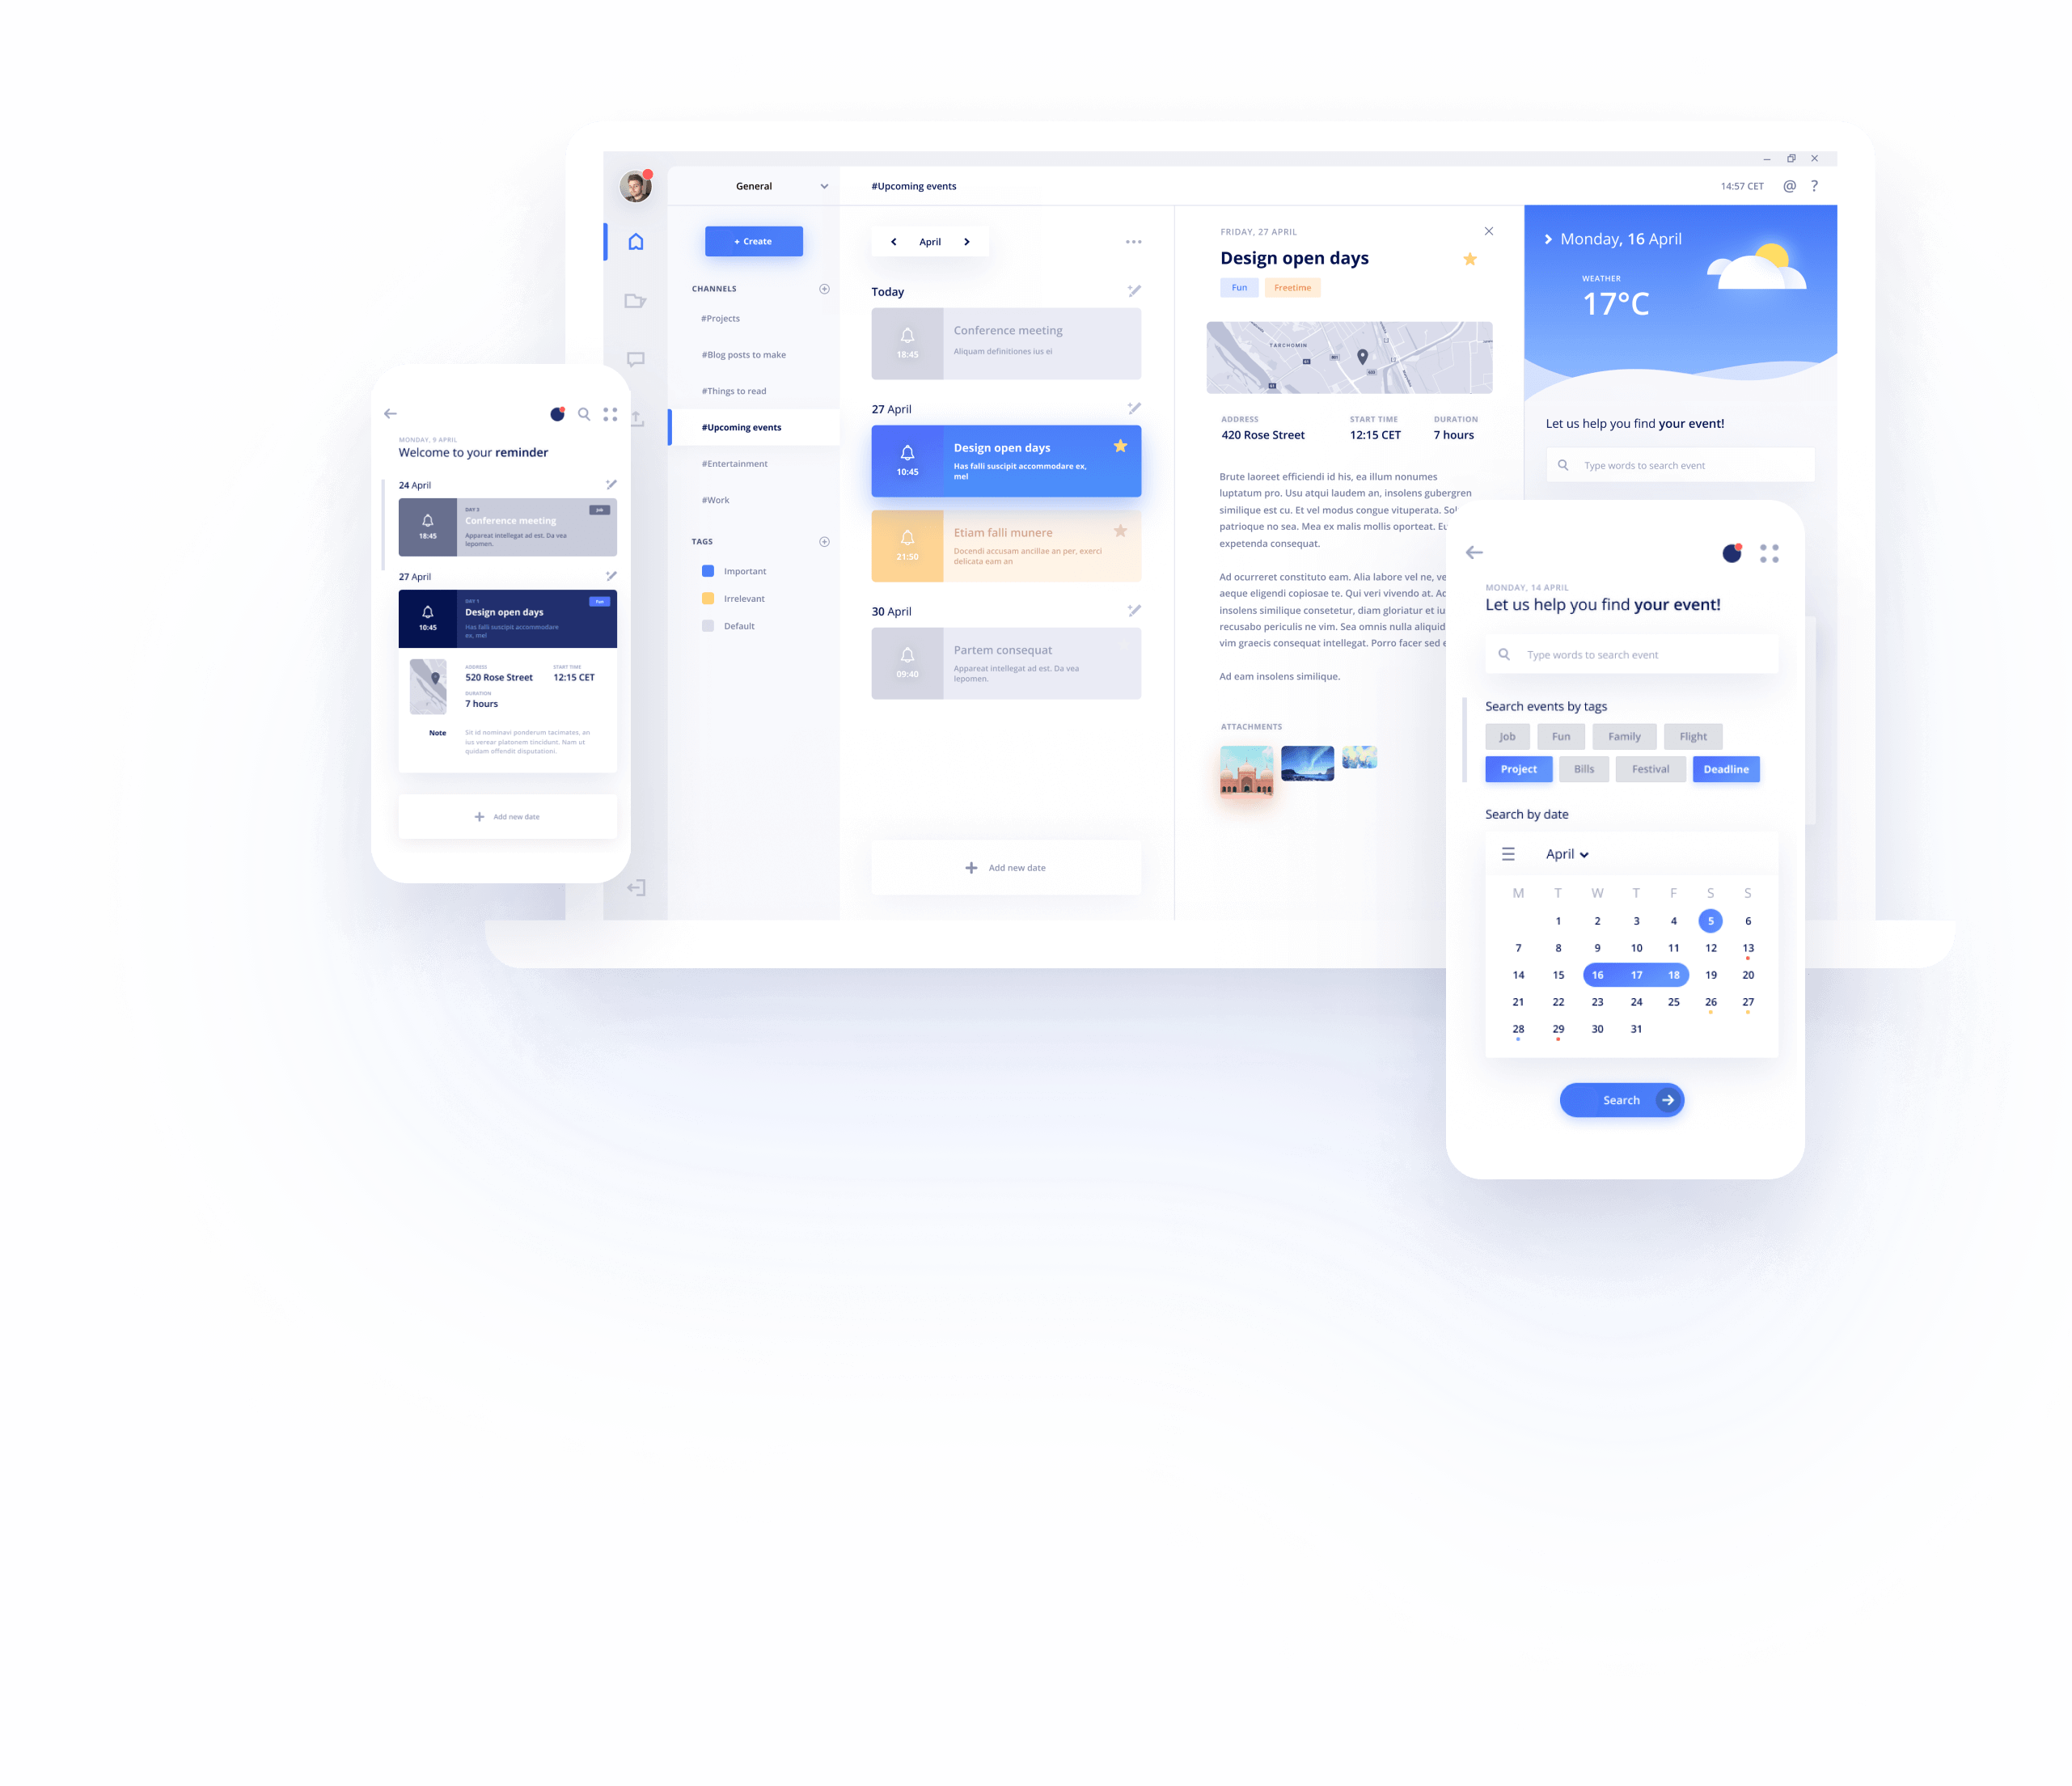 General
#Upcoming events
14:57 CET
@
?
+ Create
CHANNELS
#Projects
#Blog posts to make
#Things to read
#Upcoming events
#Entertainment
#Work
TAGS
Important
Irrelevant
Default
April
Today
18:45
Conference meeting
Aliquam definitiones ius ei
27 April
10:45
Design open days
Has falli suscipit accommodare ex,
mel
21:50
Etiam falli munere
Docendi accusam ancillae an per, exerci
delicata eam an
30 April
09:40
Partem consequat
Appareat intellegat ad est. Da vea
lepomen.
Add new date
FRIDAY, 27 APRIL
Design open days
Fun
Freetime
TARCHOMIN
ADDRESS
START TIME
DURATION
420 Rose Street
12:15 CET
7 hours
Brute laoreet efficiendi id his, ea illum nonumes
luptatum pro. Usu atqui laudem an, insolens gubergren
similique est cu. Et vel modus congue vituperata.
patrioque no sea. Mea ex malis mollis oporteat.
expetenda consequat.
Ad ocurreret constituto eam. Alia labore vel ne,
aeque eligendi copiosae te. Qui veri vivendo at.
insolens similique consetetur, diam gloriatur et
recusabo periculis ne vim. Sea omnis nulla
vim graecis consequat intellegat. Porro facer sed
Ad eam insolens similique.
ATTACHMENTS
Monday, 16 April
WEATHER
17°C
Let us help you find your event!
Type words to search event
MONDAY, 9 APRIL
Welcome to your reminder
24 April
DAY 3
Job
Conference meeting
18:45
Appareat intellegat ad est. Da vea
lepomen.
27 April
DAY 1
Fun
Design open days
10:45
Has falli suscipit accommodare
ex, mel
ADDRESS
START TIME
520 Rose Street
12:15 CET
DURATION
7 hours
Note
Sit id nominavi ponderum tacimates, an
ius verear platonem tincidunt. Nam ut
quidam offendit disputationi.
Add new date
MONDAY, 14 APRIL
Let us help you find your event!
Type words to search event
Search events by tags
Job Fun Family Flight
Project Bills Festival Deadline
Search by date
April
M T W T F S S
1 2 3 4 5 6
7 8 9 10 11 12 13
14 15 16 17 18 19 20
21 22 23 24 25 26 27
28 29 30 31
Search